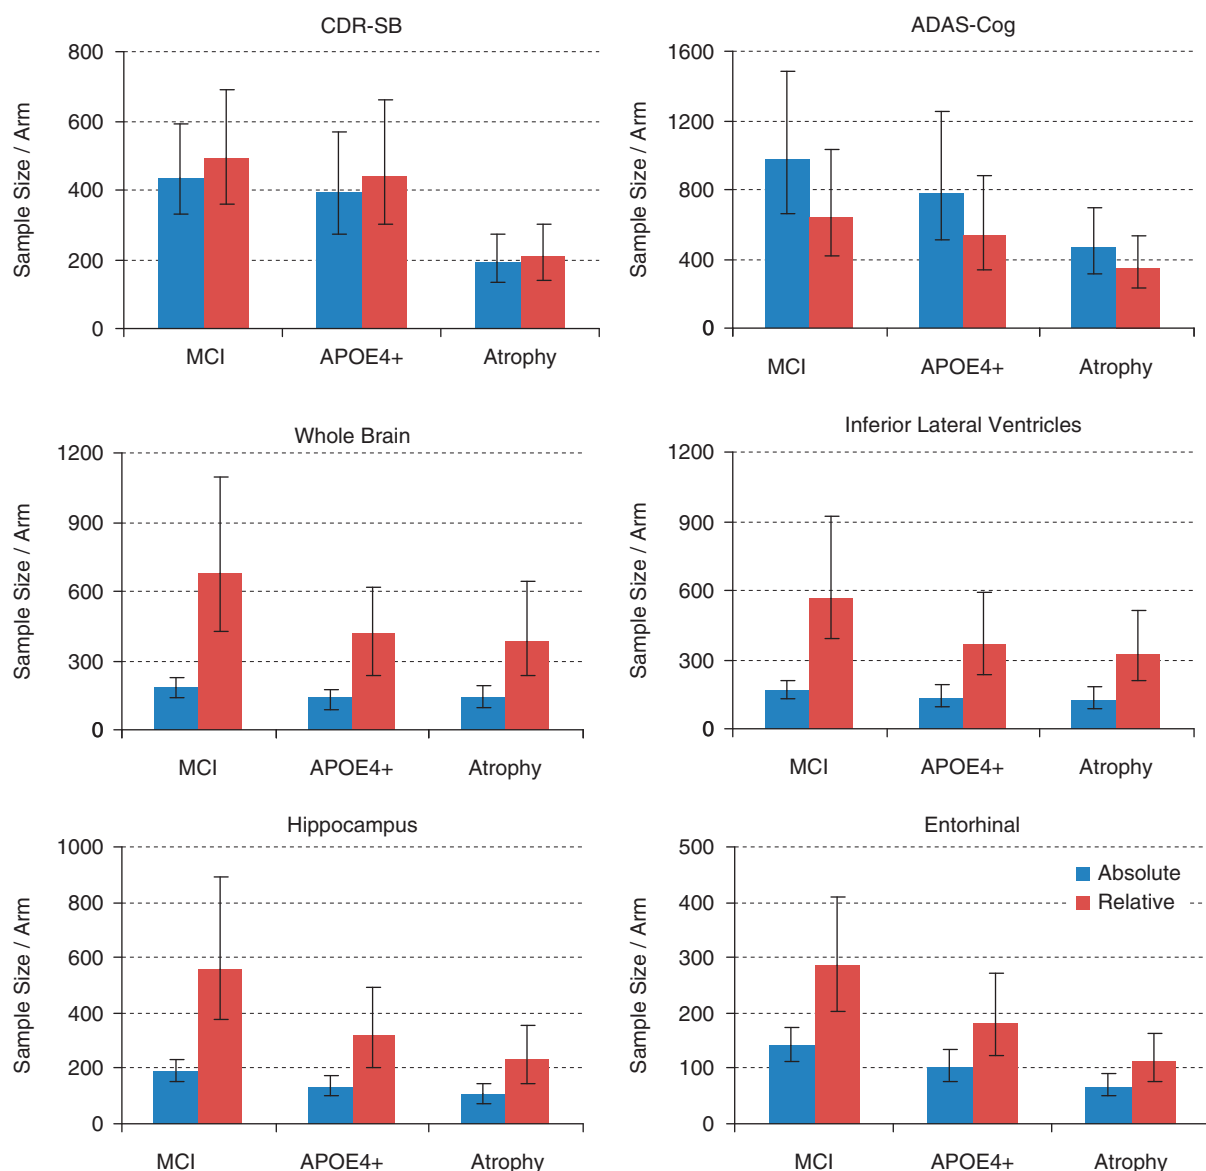 CDR-SB
Sample Size / Arm
800
600
400
200
0
MCI APOE4+ Atrophy
ADAS-Cog
Sample Size / Arm
1600
1200
800
400
0
MCI APOE4+ Atrophy
Whole Brain
Sample Size / Arm
1200
900
600
300
0
MCI APOE4+ Atrophy
Inferior Lateral Ventricles
Sample Size / Arm
1200
900
600
300
0
MCI APOE4+ Atrophy
Hippocampus
Sample Size / Arm
1000
800
600
400
200
0
MCI APOE4+ Atrophy
Entorhinal
Sample Size / Arm
500
400
300
200
100
0
Absolute
Relative
MCI APOE4+ Atrophy